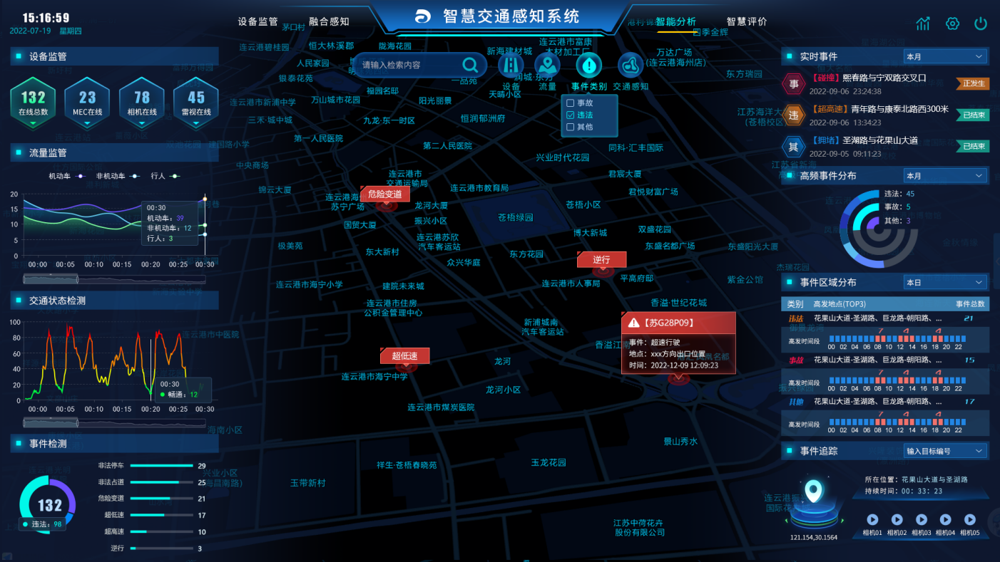 15:16:59
2022-07-19 星期四
设备监管
融合感知
智慧交通感知系统
智能分析
智慧评价
请输入检索内容
设备
流量
事件类别
交通感知
事故
违法
其他
设备监管
132
在线总数
23
MEC在线
78
相机在线
45
雷视在线
流量监管
机动车 非机动车 行人
20
15
10
5
0
00:30
机动车：39
非机动车：12
行人：3
00:00 00:05 00:10 00:15 00:20 00:25 00:30
交通状态检测
100
80
60
40
20
0
00:30
畅通：12
00:00 00:05 00:10 00:15 00:20 00:25 00:30
事件检测
132
违法：98
非法停车 29
非法占道 25
危险变道 21
超低速 17
超高速 10
逆行 3
茅口村
连云港碧桂园
恒大林溪郡
陇海花园
人民家园
银泰花苑
福园名邸
连云港市新浦中学
万山城市花园
阳光丽景
三禾·城中城
九龙·东一时区
恒润郁洲府
第一人民医院
第二人民医院
建国路小学
中央商场
锦云大厦
连云港市
交通运输局
连云港市教育局
危险变道
苏宁广场
龙河大厦
国贸大厦
振兴小区
连云港苏欣
汽车客运站
极美苑
东大新村
众兴华庭
东方花园
苍梧绿园
连云港市海宁小学
建院未来城
连云港市住房
公积金管理中心
连云港市中医院
超低速
连云港市海宁中学
龙河
龙河小区
连云港市煤炭医院
海南小区
兴业小区
玉带新村
祥生·苍梧春晓苑
玉龙花园
新海建材城
连云港市富康
木材加工厂
一品苑
天晴小区
四季金辉
万达广场
(连云港海州店)
东方瑞园
兴业时代花园
同科·汇丰国际
君宸大厦
君悦财富广场
苍梧小区
博大新城
双盛花园
东盛名都广场
东盛阳光大厦
逆行
平高府邸
连云港市人事局
紫金公馆
杰瑞花园
香溢·世纪花城
新浦城南
汽车客运站
【苏G28P09】
事件：超速行驶
地点：xxx方向出口位置
时间：2022-12-09 12:09:23
景山秀水
江苏中荷花卉
股份有限公司
实时事件
本月
事
【碰撞】熙春路与宁双路交叉口
2022-09-06 23:24:38
正发生
违
【超高速】青年路与康泰北路西300米
2022-09-06 13:34:23
已结束
其
【拥堵】圣湖路与花果山大道
2022-09-05 09:11:23
已结束
高频事件分布
本月
违法：45
事故：5
其他：3
事件区域分布
本日
类别 高发地点(TOP3) 事件总数
违法 花果山大道-圣湖路、巨龙路-朝阳路、... 21
高发时间段
7 4 4
00 02 04 06 08 10 12 14 16 18 20 22
事故 花果山大道-圣湖路、巨龙路-朝阳路、... 15
高发时间段
7 4 4
00 02 04 06 08 10 12 14 16 18 20 22
其他 花果山大道-圣湖路、巨龙路-朝阳路、... 17
高发时间段
7 4 4
00 02 04 06 08 10 12 14 16 18 20 22
事件追踪
输入目标编号
所在位置：花果山大道与圣湖路
持续时间：00：33：23
121.154,30.1564
相机01 相机02 相机03 相机04 相机05